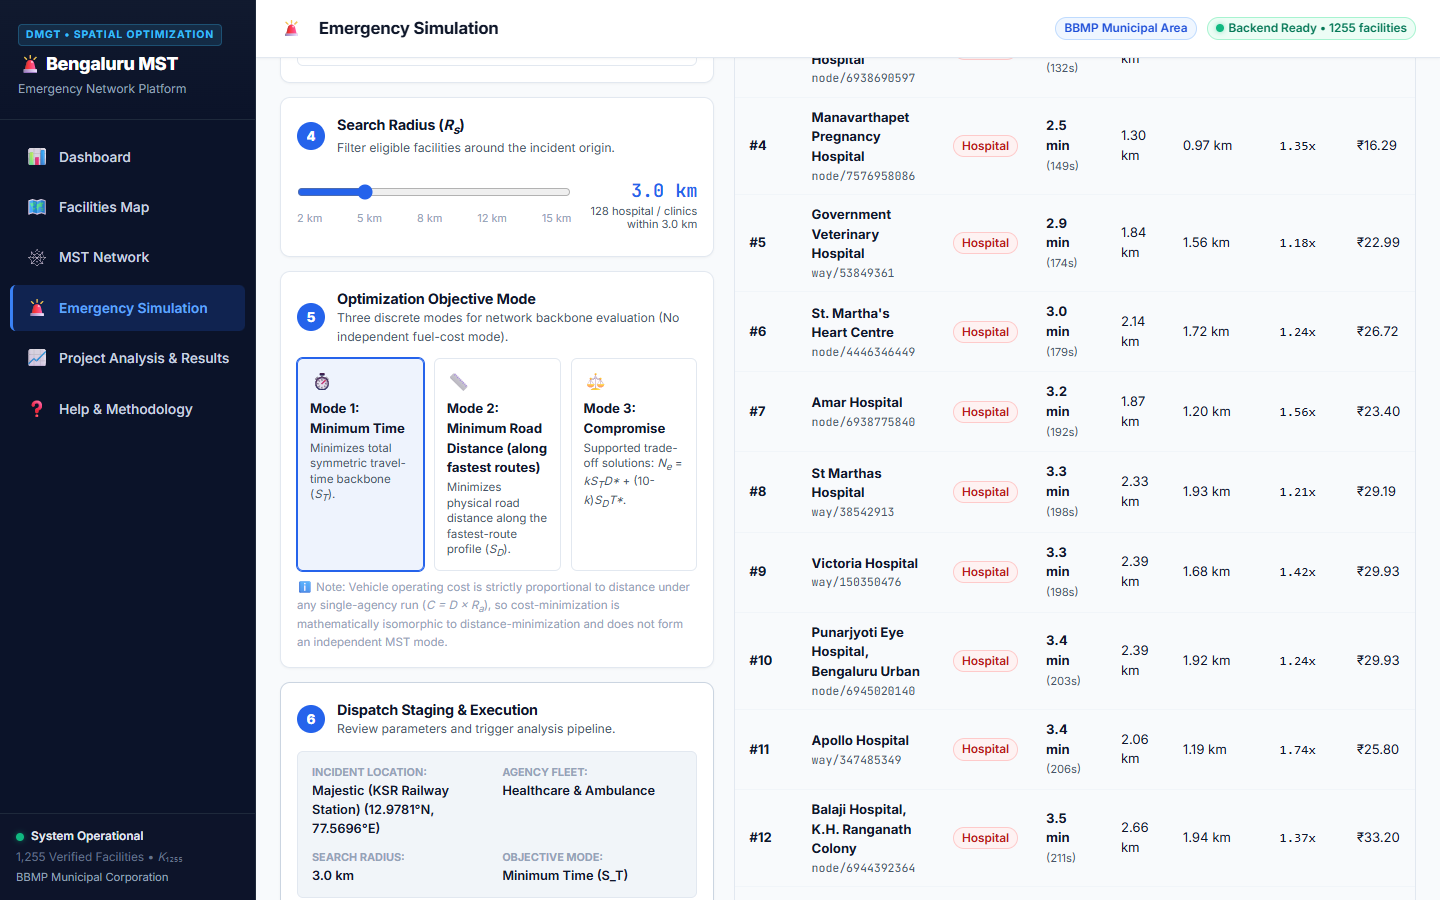 DMGT • SPATIAL OPTIMIZATION
Bengaluru MST
Emergency Network Platform
Dashboard
Facilities Map
MST Network
Emergency Simulation
Project Analysis & Results
Help & Methodology
System Operational
1,255 Verified Facilities • K₁₂₅₅
BBMP Municipal Corporation
Emergency Simulation
BBMP Municipal Area
Backend Ready • 1255 facilities
4
Search Radius (Rs)
Filter eligible facilities around the incident origin.
2 km 5 km 8 km 12 km 15 km
3.0 km
128 hospital / clinics
within 3.0 km
5
Optimization Objective Mode
Three discrete modes for network backbone evaluation (No
independent fuel-cost mode).
Mode 1:
Minimum Time
Minimizes total
symmetric travel-
time backbone
(ST).
Mode 2:
Minimum Road
Distance (along
fastest routes)
Minimizes
physical road
distance along the
fastest-route
profile (SD).
Mode 3:
Compromise
Supported trade-
off solutions: Ne =
kSTD* + (10-
k)SDT*.
Note: Vehicle operating cost is strictly proportional to distance under
any single-agency run (C = D × Ra), so cost-minimization is
mathematically isomorphic to distance-minimization and does not form
an independent MST mode.
6
Dispatch Staging & Execution
Review parameters and trigger analysis pipeline.
INCIDENT LOCATION:
Majestic (KSR Railway
Station) (12.9781°N,
77.5696°E)
AGENCY FLEET:
Healthcare & Ambulance
SEARCH RADIUS:
3.0 km
OBJECTIVE MODE:
Minimum Time (S_T)
Hospital
node/6938690597
(132s)
km
#4
Manavarthapet
Pregnancy
Hospital
node/7576958086
Hospital
2.5
min
(149s)
1.30
km
0.97 km
1.35x
₹16.29
#5
Government
Veterinary
Hospital
way/53849361
Hospital
2.9
min
(174s)
1.84
km
1.56 km
1.18x
₹22.99
#6
St. Martha's
Heart Centre
node/4446346449
Hospital
3.0
min
(179s)
2.14
km
1.72 km
1.24x
₹26.72
#7
Amar Hospital
node/6938775840
Hospital
3.2
min
(192s)
1.87
km
1.20 km
1.56x
₹23.40
#8
St Marthas
Hospital
way/38542913
Hospital
3.3
min
(198s)
2.33
km
1.93 km
1.21x
₹29.19
#9
Victoria Hospital
way/150350476
Hospital
3.3
min
(198s)
2.39
km
1.68 km
1.42x
₹29.93
#10
Punarjyoti Eye
Hospital,
Bengaluru Urban
node/6945020140
Hospital
3.4
min
(203s)
2.39
km
1.92 km
1.24x
₹29.93
#11
Apollo Hospital
way/347485349
Hospital
3.4
min
(206s)
2.06
km
1.19 km
1.74x
₹25.80
#12
Balaji Hospital,
K.H. Ranganath
Colony
node/6944392364
Hospital
3.5
min
(211s)
2.66
km
1.94 km
1.37x
₹33.20